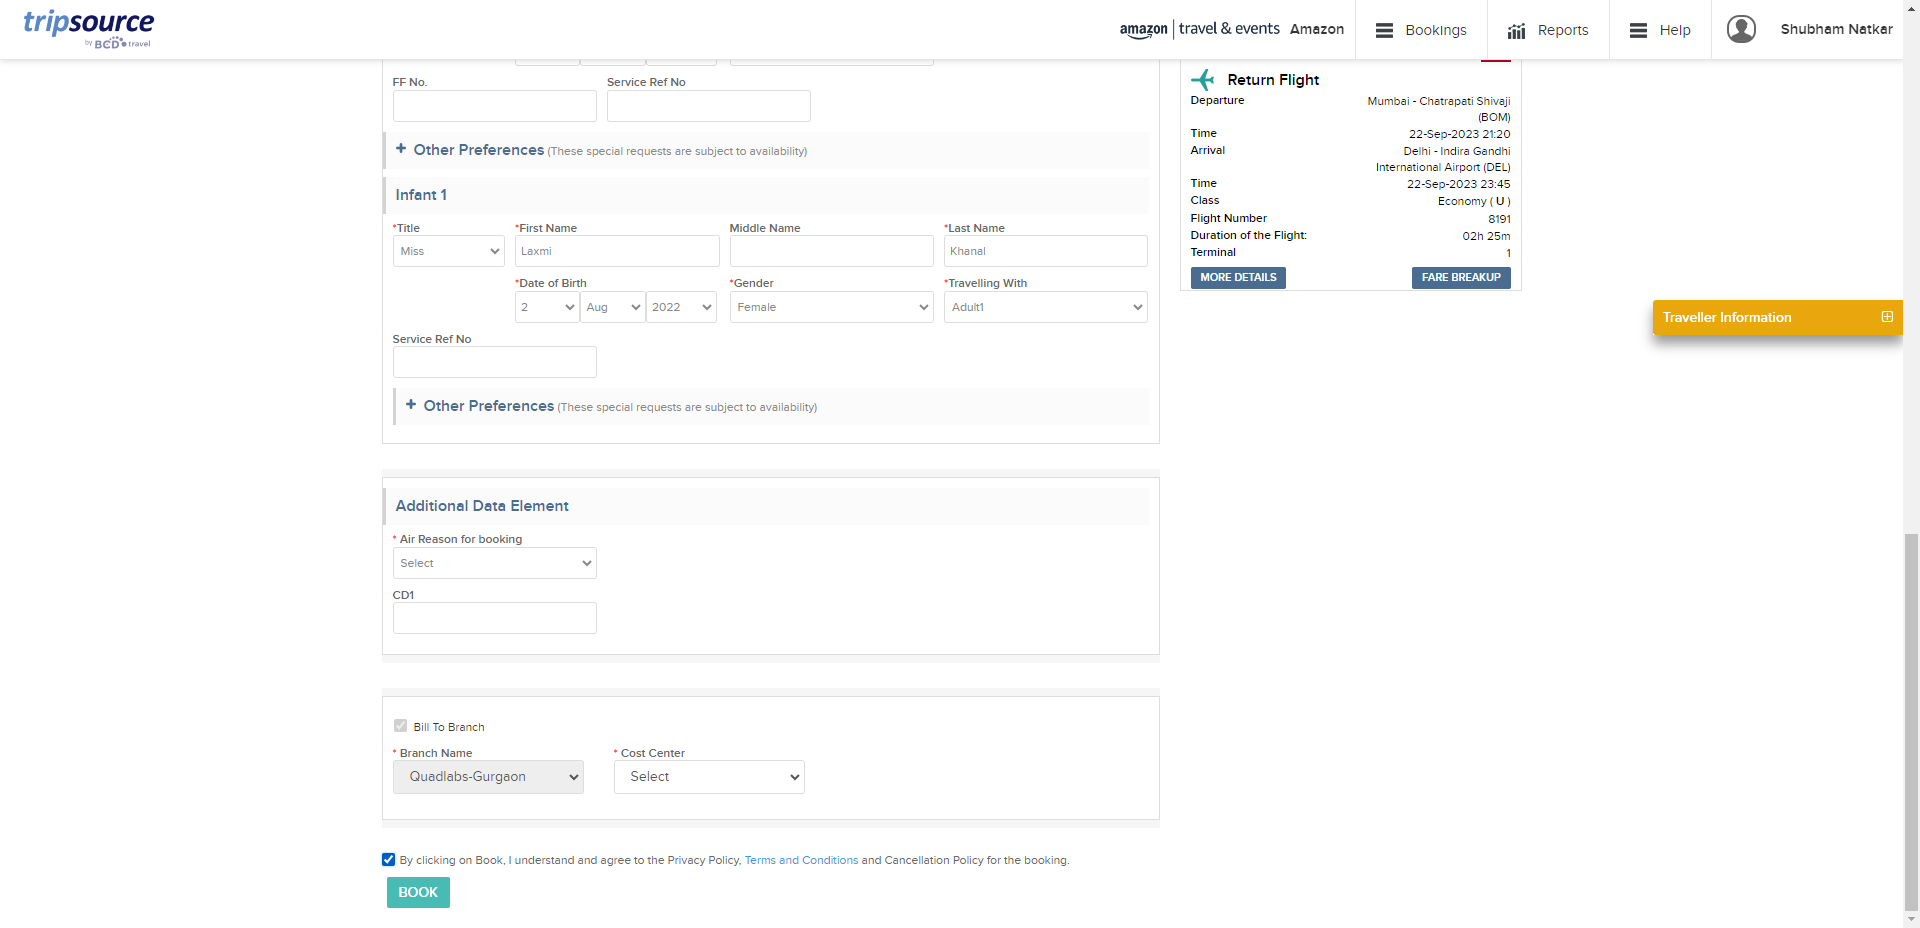 tripsource
by BCD travel
amazon travel & events Amazon
Bookings
Reports
Help
Shubham Natkar
FF No. Service Ref No
+ Other Preferences (These special requests are subject to availability)
Infant 1
*Title *First Name Middle Name *Last Name
Miss Laxmi Khanal
*Date of Birth *Gender *Travelling With
2 Aug 2022 Female Adult1
Service Ref No
+ Other Preferences (These special requests are subject to availability)
Additional Data Element
* Air Reason for booking
Select
CD1
Bill To Branch
* Branch Name * Cost Center
Quadlabs-Gurgaon Select
By clicking on Book, I understand and agree to the Privacy Policy, Terms and Conditions and Cancellation Policy for the booking.
BOOK
Return Flight
Departure Mumbai - Chatrapati Shivaji
(BOM)
Time 22-Sep-2023 21:20
Arrival Delhi - Indira Gandhi
International Airport (DEL)
Time 22-Sep-2023 23:45
Class Economy ( U )
Flight Number 8191
Duration of the Flight: 02h 25m
Terminal 1
MORE DETAILS FARE BREAKUP
Traveller Information